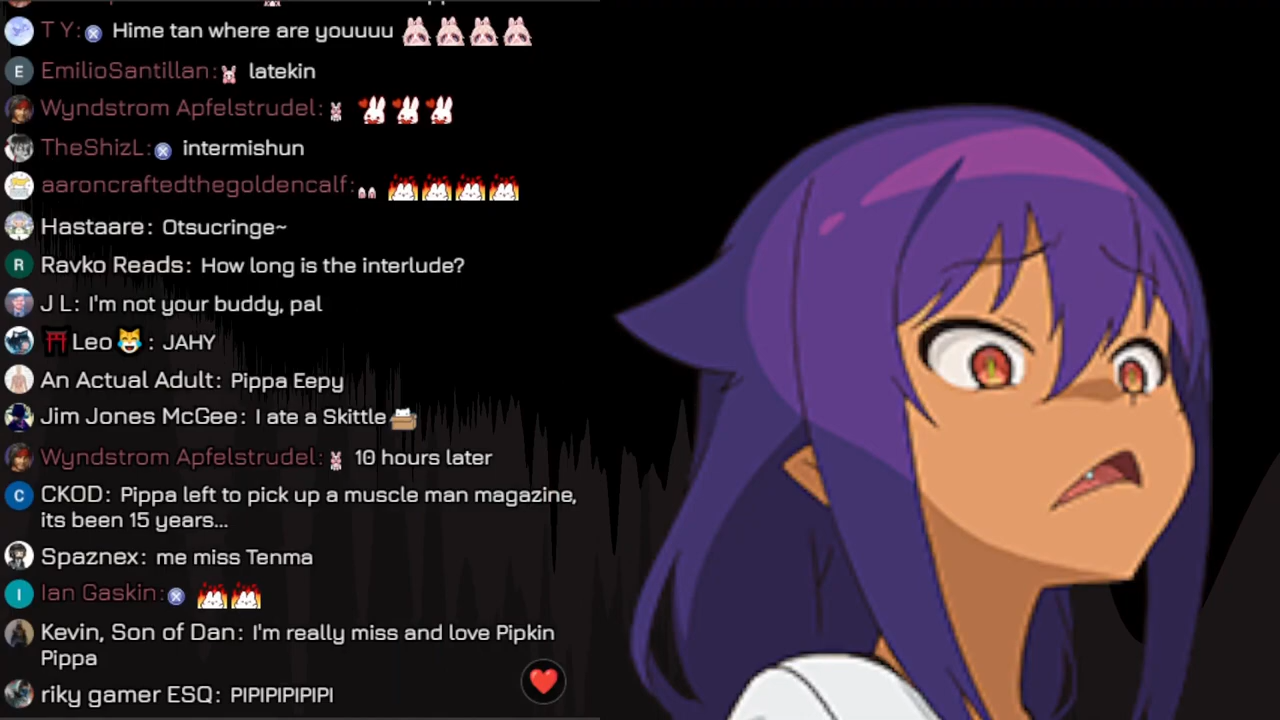 T Y: Hime tan where are youuuu
EmilioSantillan: latekin
Wyndstrom Apfelstrudel:
TheShizL: intermishun
aaroncraftedthegoldencalf:
Hastaare: Otsucringe~
R Ravko Reads: How long is the interlude?
J L: I'm not your buddy, pal
⛩Leo😹: JAHY
An Actual Adult: Pippa Eepy
Jim Jones McGee: I ate a Skittle
Wyndstrom Apfelstrudel: 10 hours later
C CKOD: Pippa left to pick up a muscle man magazine,
its been 15 years...
Spaznex: me miss Tenma
I Ian Gaskin:
Kevin, Son of Dan: I'm really miss and love Pipkin
Pippa
riky gamer ESQ: PIPIPIPIPIPI